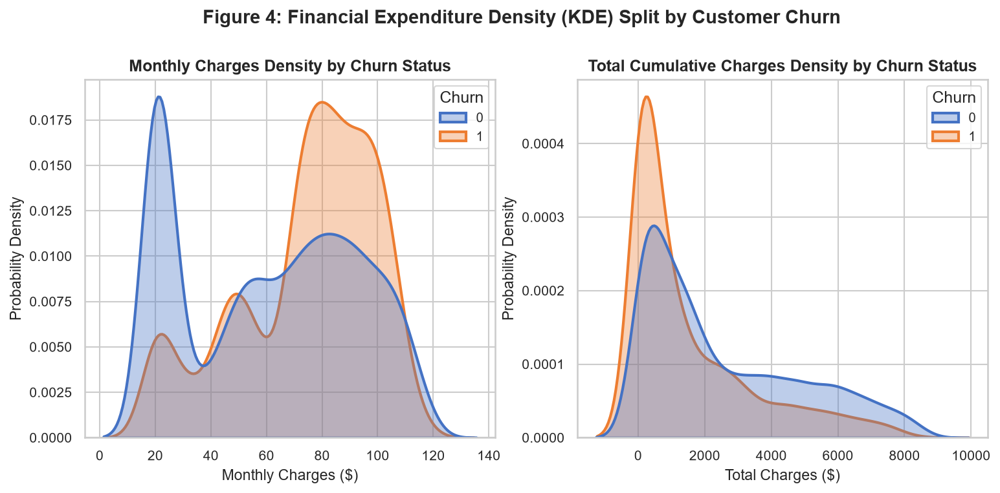 Figure 4: Financial Expenditure Density (KDE) Split by Customer Churn
Monthly Charges Density by Churn Status
Churn
0
1
Probability Density
0.0175
0.0150
0.0125
0.0100
0.0075
0.0050
0.0025
0.0000
0 20 40 60 80 100 120 140
Monthly Charges ($)
Total Cumulative Charges Density by Churn Status
Churn
0
1
Probability Density
0.0004
0.0003
0.0002
0.0001
0.0000
0 2000 4000 6000 8000 10000
Total Charges ($)